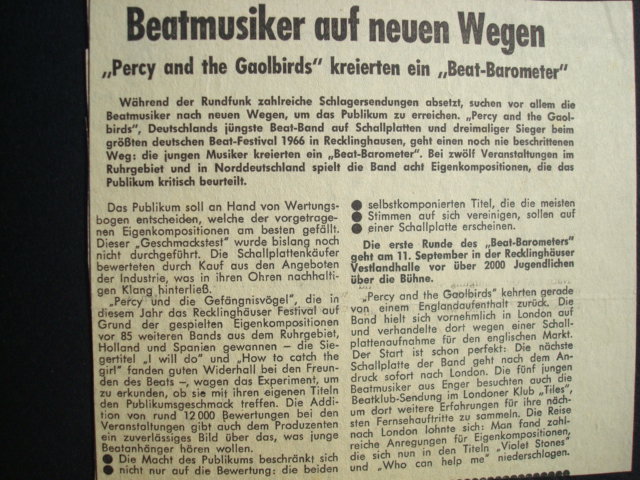 Beatmusiker auf neuen Wegen
„Percy and the Gaolbirds" kreierten ein „Beat-Barometer"
Während der Rundfunk zahlreiche Schlagersendungen absetzt, suchen vor allem die
Beatmusiker nach neuen Wegen, um das Publikum zu erreichen. „Percy and the Gaol-
birds", Deutschlands jüngste Beat-Band auf Schallplatten und dreimaliger Sieger beim
größten deutschen Beat-Festival 1966 in Recklinghausen, geht einen noch nie beschrittenen
Weg: die jungen Musiker kreierten ein „Beat-Barometer". Bei zwölf Veranstaltungen im
Ruhrgebiet und in Norddeutschland spielt die Band acht Eigenkompositionen, die das
Publikum kritisch beurteilt.
Das Publikum soll an Hand von Wertungs-
bogen entscheiden, welche der vorgetrage-
nen Eigenkompositionen am besten gefällt.
Dieser „Geschmackstest" wurde bislang noch
nicht durchgeführt. Die Schallplattenkäufer
bewerteten durch Kauf aus den Angeboten
der Industrie, was in ihren Ohren nachhalti-
gen Klang hinterließ.
„Percy und die Gefängnisvögel", die in
diesem Jahr das Recklinghäuser Festival auf
Grund der gespielten Eigenkompositionen
vor 85 weiteren Bands aus dem Ruhrgebiet,
Holland und Spanien gewannen – die Sie-
gertitel „I will do" und „How to catch the
girl" fanden guten Widerhall bei den Freun-
den des Beats –, wagen das Experiment, um
zu erkunden, ob sie mit ihren eigenen Titeln
den Publikumsgeschmack treffen. Die Addi-
tion von rund 12 000 Bewertungen bei den
Veranstaltungen gibt auch dem Produzenten
ein zuverlässiges Bild über das, was junge
Beatanhänger hören wollen.
● Die Macht des Publikums beschränkt sich
● nicht nur auf die Bewertung: die beiden
● selbstkomponierten Titel, die die meisten
● Stimmen auf sich vereinigen, sollen auf
● einer Schallplatte erscheinen.
Die erste Runde des „Beat-Barometers"
geht am 11. September in der Recklinghäuser
Vestlandhalle vor über 2000 Jugendlichen
über die Bühne.
„Percy and the Gaolbirds" kehrten gerade
von einem Englandaufenthalt zurück. Die
Band hielt sich vornehmlich in London auf
und verhandelte dort wegen einer Schall-
plattenaufnahme für den englischen Markt.
Der Start ist schon perfekt: Die nächste
Schallplatte der Band geht nach dem An-
druck sofort nach London. Die fünf jungen
Beatmusiker aus Enger besuchten auch die
Beatklub-Sendung im Londoner Klub „Tiles",
um dort weitere Erfahrungen für ihre näch-
sten Fernsehauftritte zu sammeln. Die Reise
nach London lohnte sich: Man fand zahl-
reiche Anregungen für Eigenkompositionen,
die sich nun in den Titeln „Violet Stones"
und „Who can help me" niederschlagen.